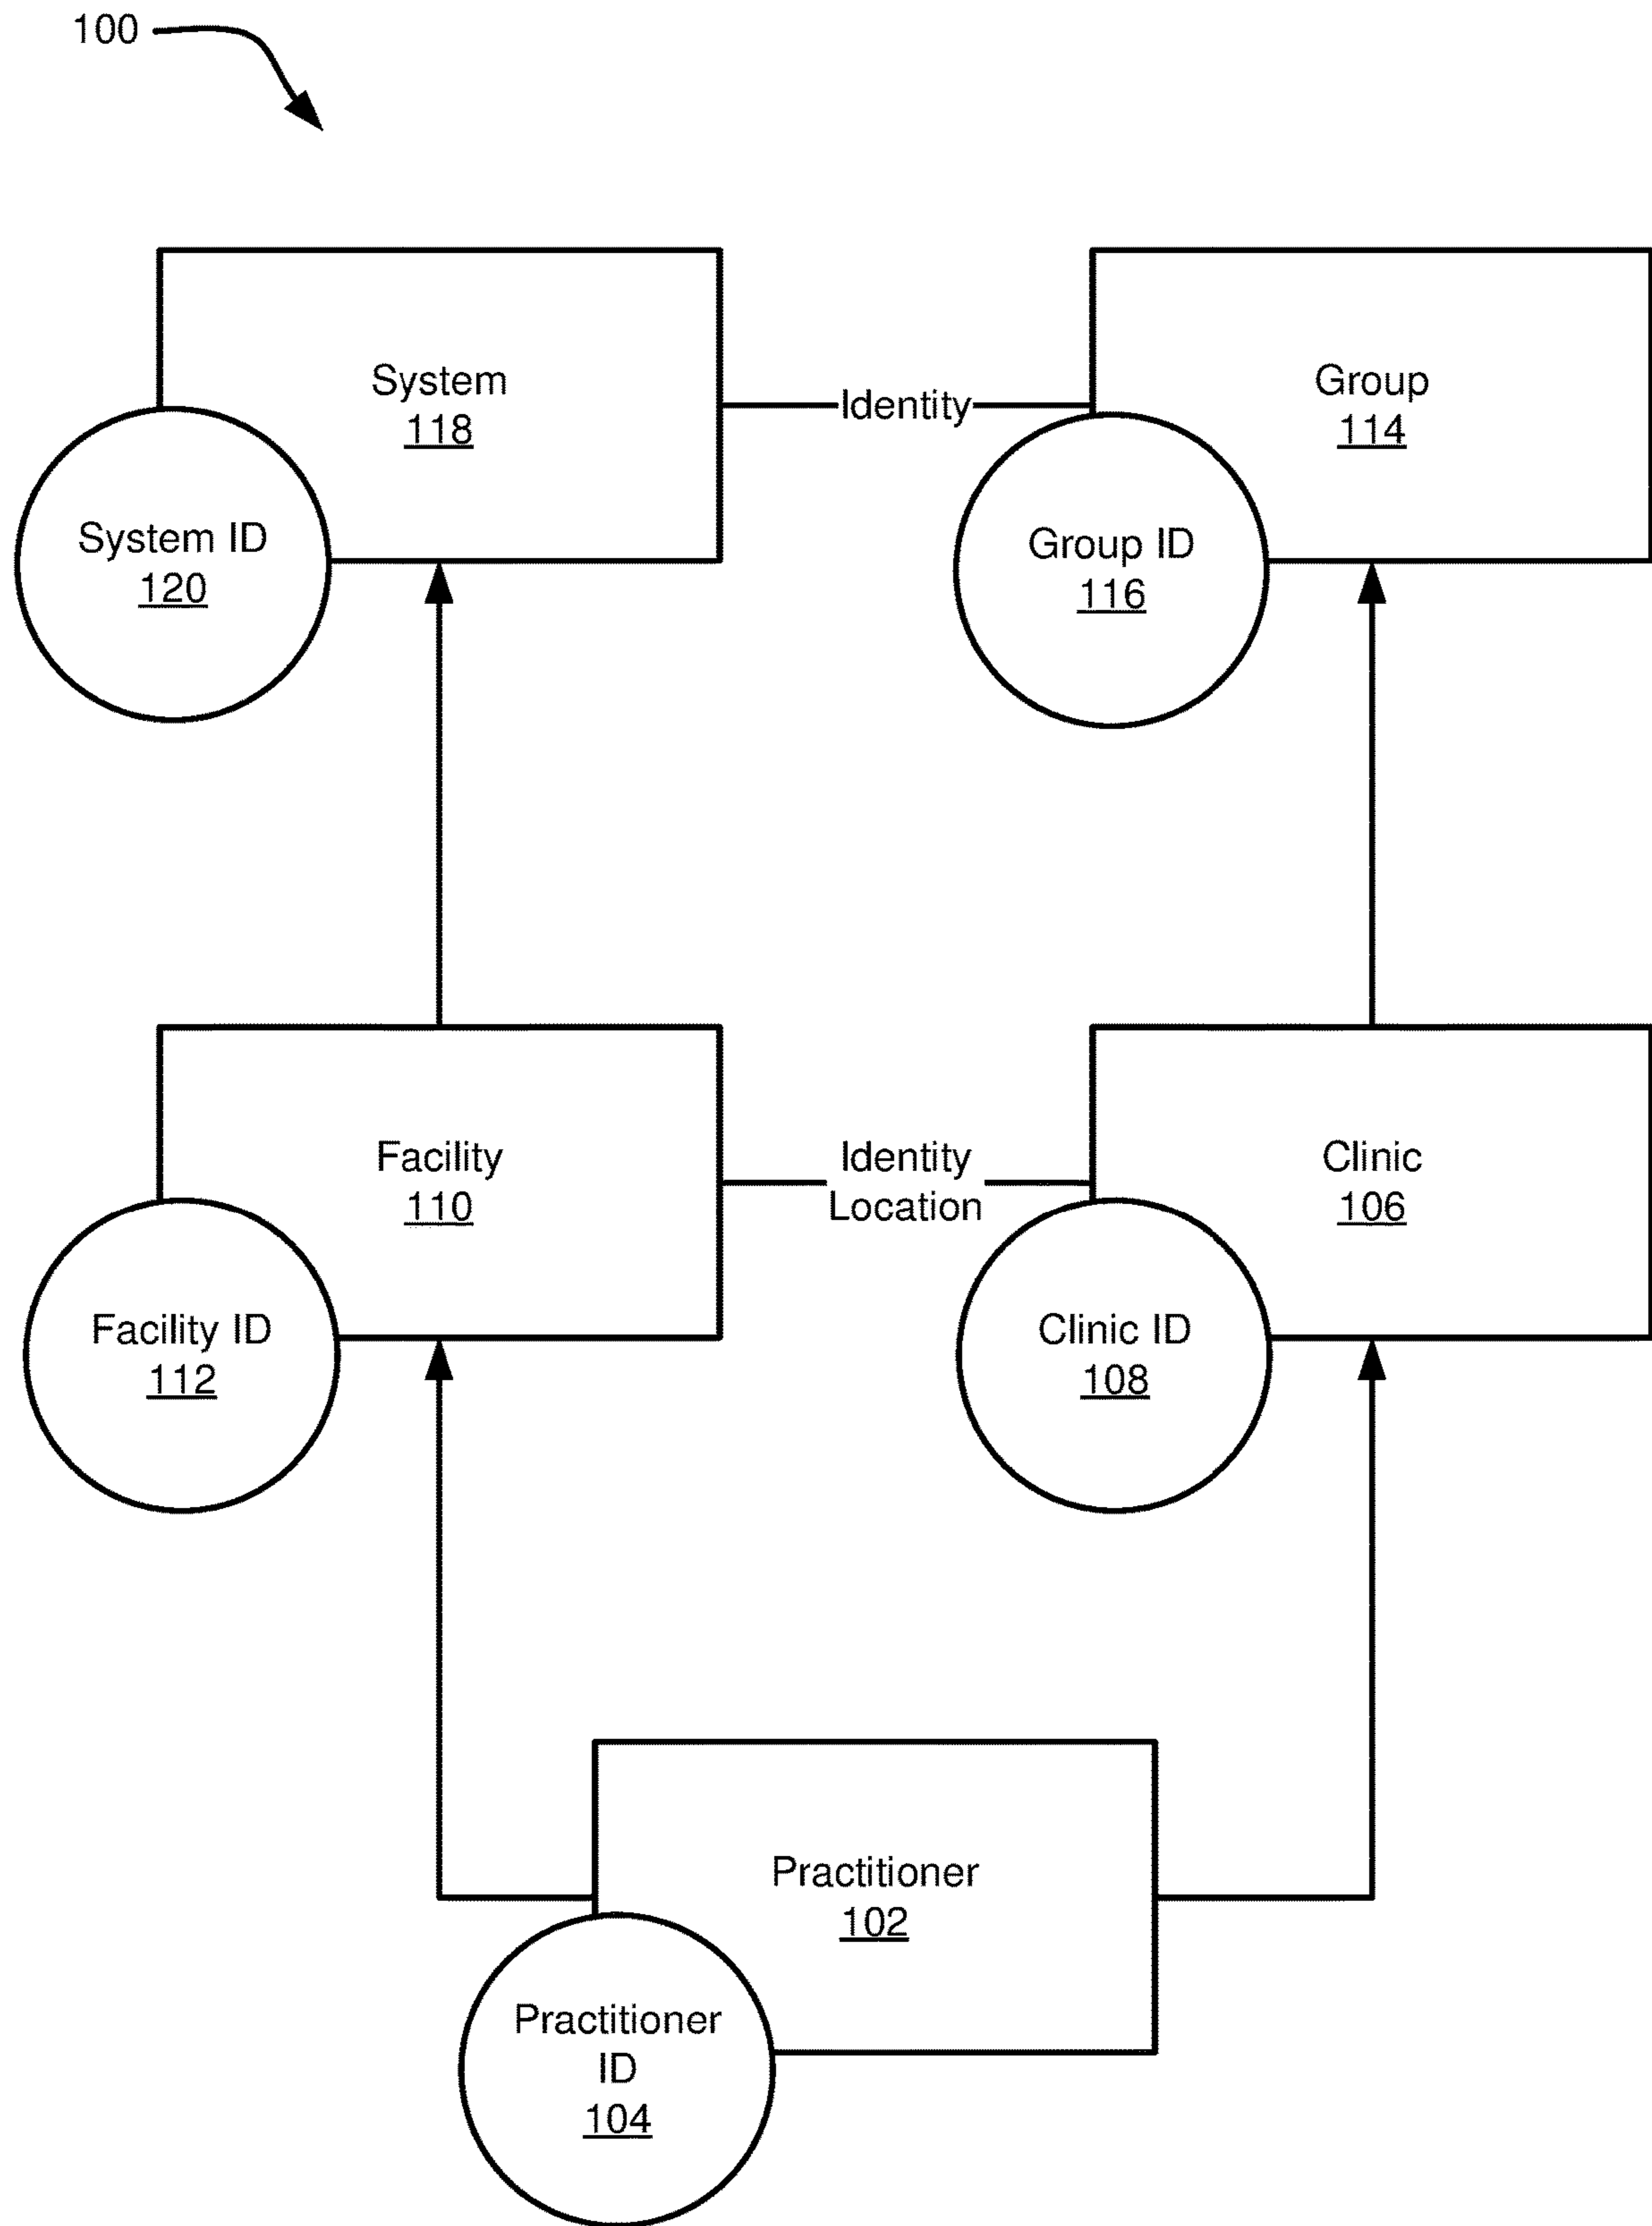 100
System
118
Identity
Group
114
System ID
120
Group ID
116
Facility
110
Identity
Location
Clinic
106
Facility ID
112
Clinic ID
108
Practitioner
102
Practitioner
ID
104